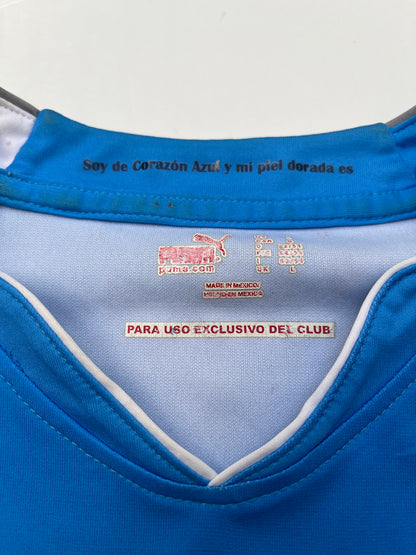 Soy de Corazón Azul y mi piel dorada es
puma.com
UK
L
MADE IN MEXICO/
HECHO EN MEXICO
PARA USO EXCLUSIVO DEL CLUB